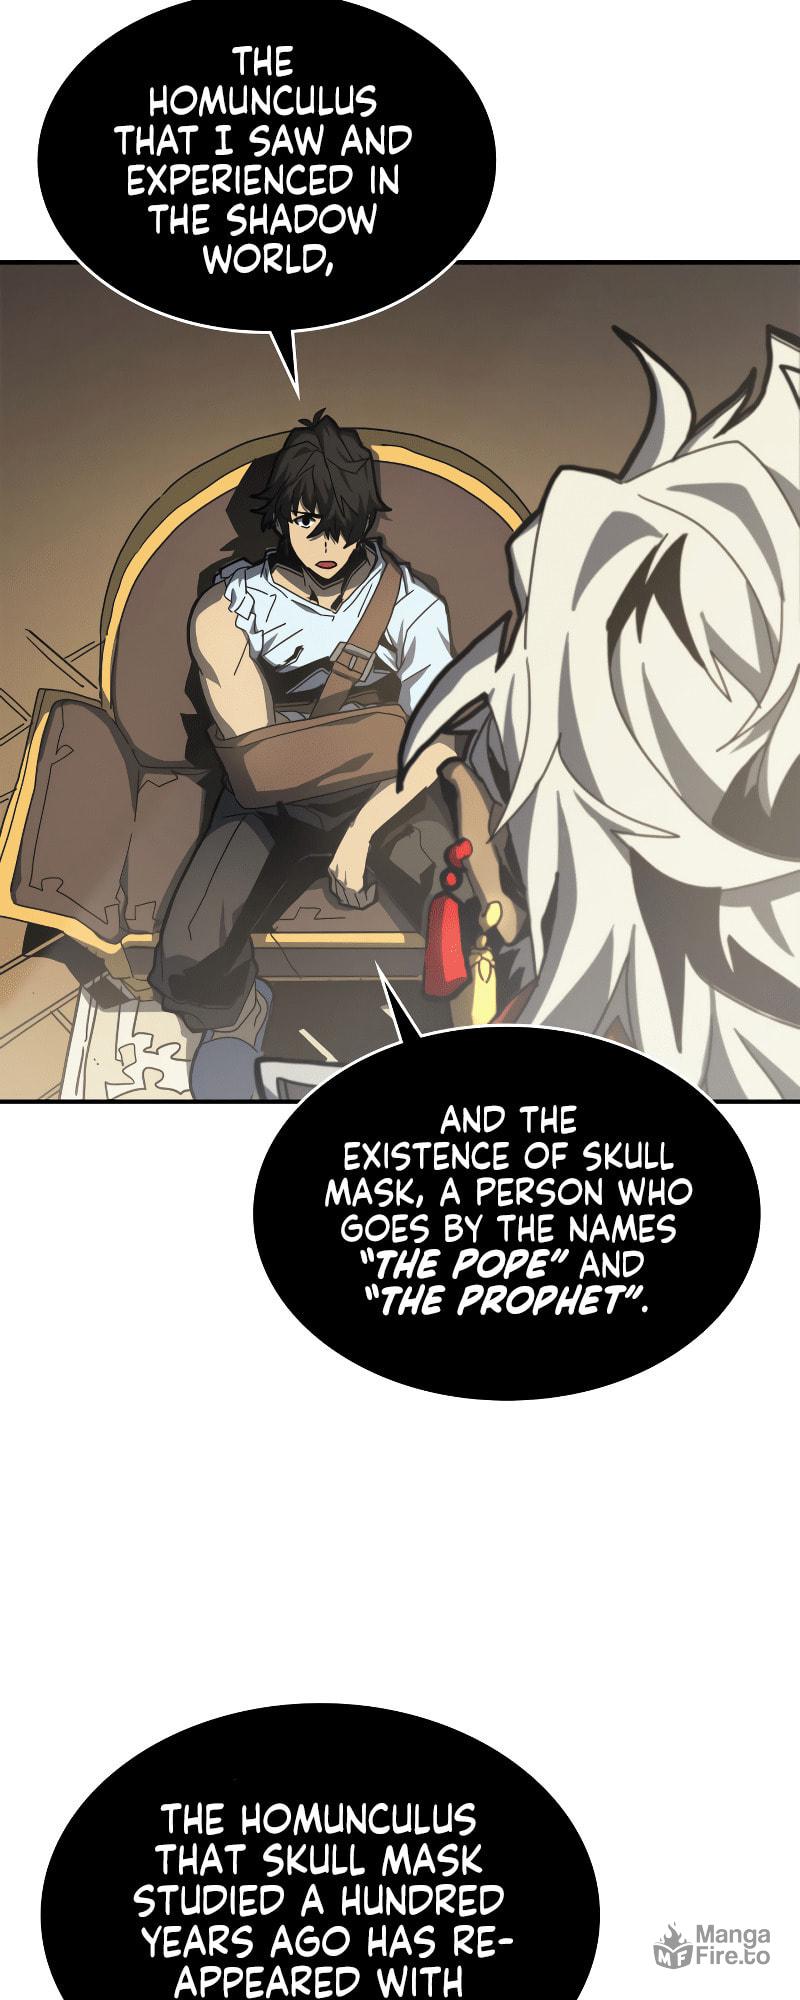 THE
HOMUNCULUS
THAT I SAW AND
EXPERIENCED IN
THE SHADOW
WORLD,
AND THE
EXISTENCE OF SKULL
MASK, A PERSON WHO
GOES BY THE NAMES
"THE POPE" AND
"THE PROPHET".
THE HOMUNCULUS
THAT SKULL MASK
STUDIED A HUNDRED
YEARS AGO HAS RE-
APPEARED WITH
Manga
MF Fire.to